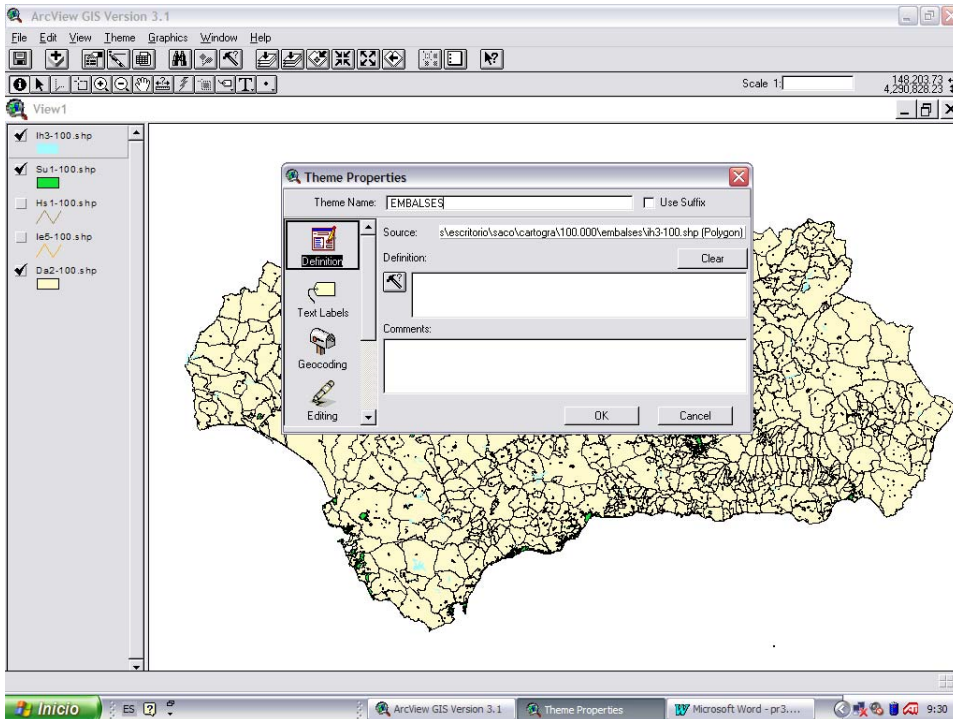 ArcView GIS Version 3.1
File Edit View Theme Graphics Window Help
Scale 1:
148,203.73
4,290,828.23
View1
Ih3-100.shp
Su1-100.shp
Hs1-100.shp
Ie5-100.shp
Da2-100.shp
Theme Properties
Theme Name: EMBALSES Use Suffix
Definition
Text Labels
Geocoding
Editing
Source: s\escritorio\saco\cartogra\100.000\embalses\ih3-100.shp (Polygon)
Definition: Clear
Comments:
OK Cancel
Inicio ES ArcView GIS Version 3.1 Theme Properties Microsoft Word - pr3.... 9:30